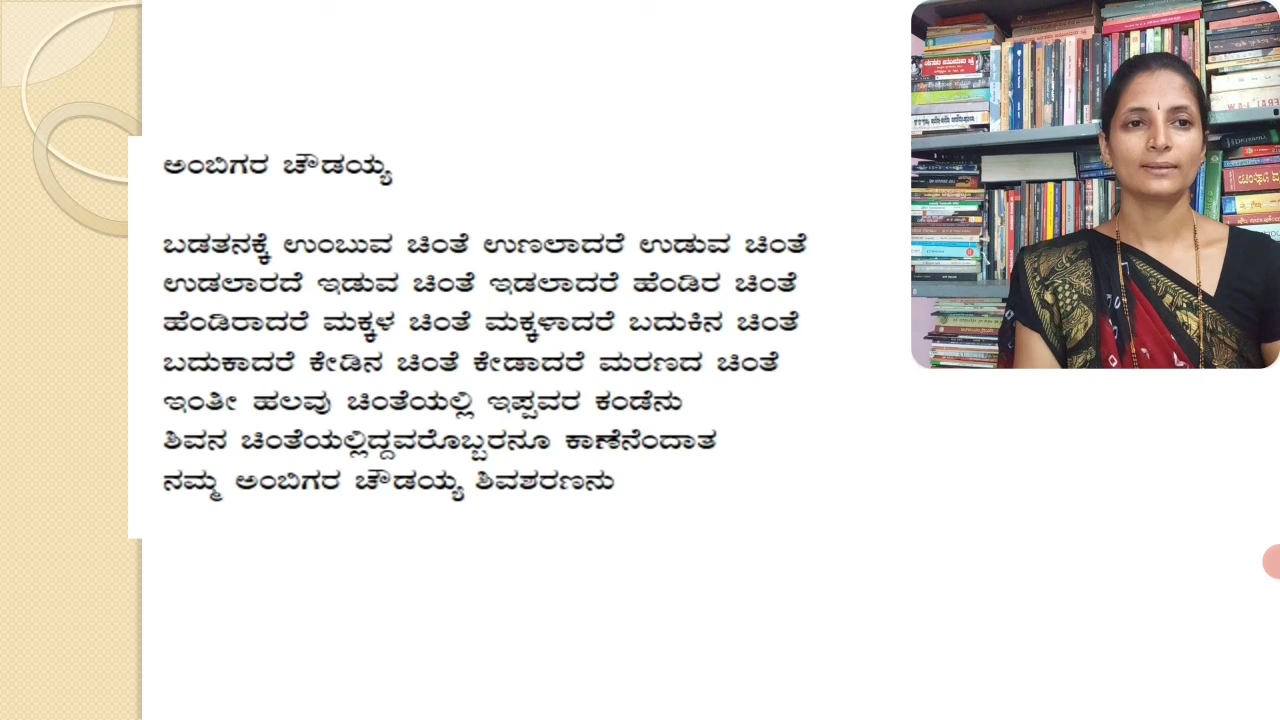 ಅಂಬಿಗರ ಚೌಡಯ್ಯ
ಬಡತನಕ್ಕೆ ಉಂಬುವ ಚಿಂತೆ ಉಣಲಾದರೆ ಉಡುವ ಚಿಂತೆ
ಉಡಲಾರದೆ ಇಡುವ ಚಿಂತೆ ಇಡಲಾದರೆ ಹೆಂಡಿರ ಚಿಂತೆ
ಹೆಂಡಿರಾದರೆ ಮಕ್ಕಳ ಚಿಂತೆ ಮಕ್ಕಳಾದರೆ ಬದುಕಿನ ಚಿಂತೆ
ಬದುಕಾದರೆ ಕೇಡಿನ ಚಿಂತೆ ಕೇಡಾದರೆ ಮರಣದ ಚಿಂತೆ
ಇಂತೀ ಹಲವು ಚಿಂತೆಯಲ್ಲಿ ಇಪ್ಪವರ ಕಂಡೆನು
ಶಿವನ ಚಿಂತೆಯಲ್ಲಿದ್ದವರೊಬ್ಬರನೂ ಕಾಣೆನೆಂದಾತ
ನಮ್ಮ ಅಂಬಿಗರ ಚೌಡಯ್ಯ ಶಿವಶರಣನು